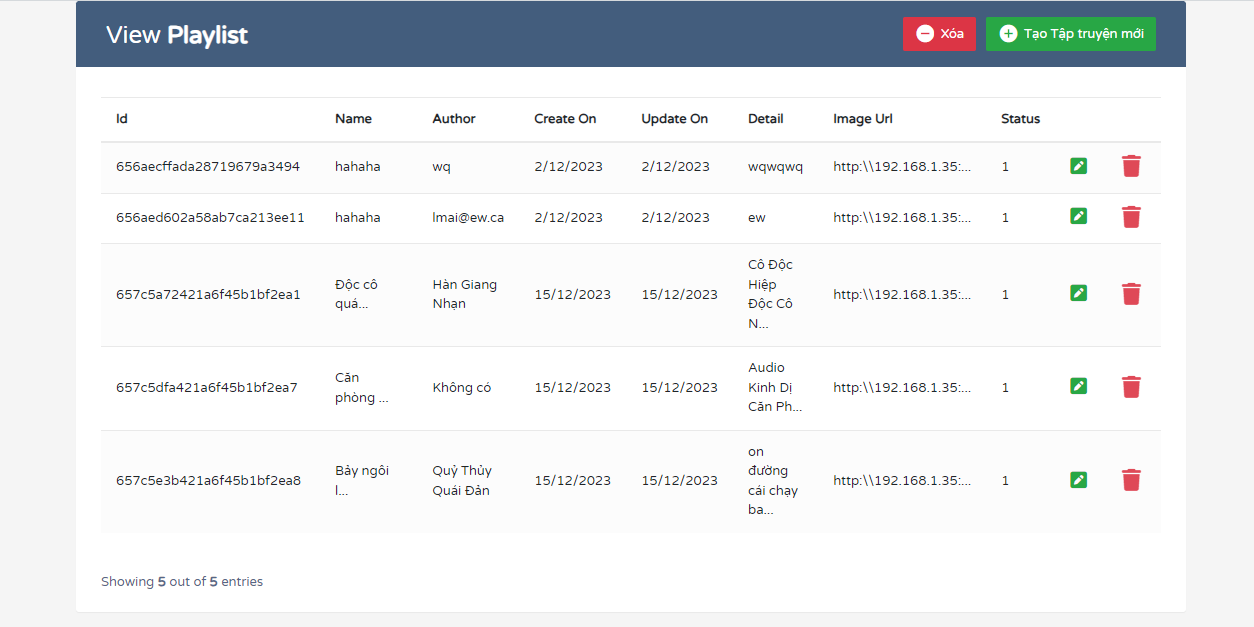 View Playlist
Xóa
Tạo Tập truyện mới
Id Name Author Create On Update On Detail Image Url Status
656aecffada28719679a3494 hahaha wq 2/12/2023 2/12/2023 wqwqwq http:\\192.168.1.35:... 1
656aed602a58ab7ca213ee11 hahaha lmai@ew.ca 2/12/2023 2/12/2023 ew http:\\192.168.1.35:... 1
657c5a72421a6f45b1bf2ea1
Độc cô
quá...
Hàn Giang
Nhạn
15/12/2023 15/12/2023
Cô Độc
Hiệp
Độc Cô
N...
http:\\192.168.1.35:... 1
657c5dfa421a6f45b1bf2ea7
Căn
phòng ...
Không có 15/12/2023 15/12/2023
Audio
Kinh Dị
Căn Ph...
http:\\192.168.1.35:... 1
657c5e3b421a6f45b1bf2ea8
Bảy ngôi
l...
Quỷ Thủy
Quái Đản
15/12/2023 15/12/2023
on
đường
cái chạy
ba...
http:\\192.168.1.35:... 1
Showing 5 out of 5 entries